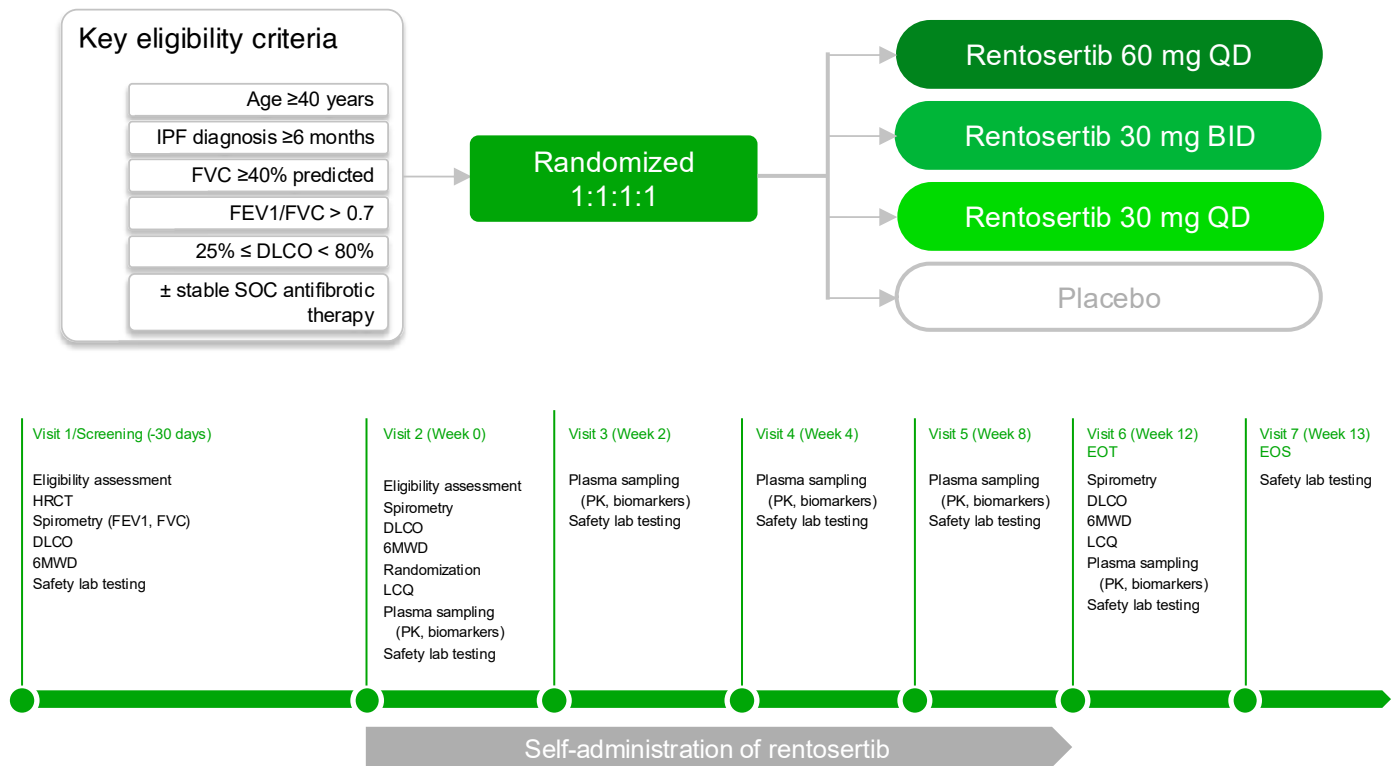 Key eligibility criteria
Age ≥40 years
IPF diagnosis ≥6 months
FVC ≥40% predicted
FEV1/FVC > 0.7
25% ≤ DLCO < 80%
± stable SOC antifibrotic
therapy
Randomized
1:1:1:1
Rentosertib 60 mg QD
Rentosertib 30 mg BID
Rentosertib 30 mg QD
Placebo
Visit 1/Screening (-30 days)
Eligibility assessment
HRCT
Spirometry (FEV1, FVC)
DLCO
6MWD
Safety lab testing
Visit 2 (Week 0)
Eligibility assessment
Spirometry
DLCO
6MWD
Randomization
LCQ
Plasma sampling
(PK, biomarkers)
Safety lab testing
Visit 3 (Week 2)
Plasma sampling
(PK, biomarkers)
Safety lab testing
Visit 4 (Week 4)
Plasma sampling
(PK, biomarkers)
Safety lab testing
Visit 5 (Week 8)
Plasma sampling
(PK, biomarkers)
Safety lab testing
Visit 6 (Week 12)
EOT
Spirometry
DLCO
6MWD
LCQ
Plasma sampling
(PK, biomarkers)
Safety lab testing
Visit 7 (Week 13)
EOS
Safety lab testing
Self-administration of rentosertib